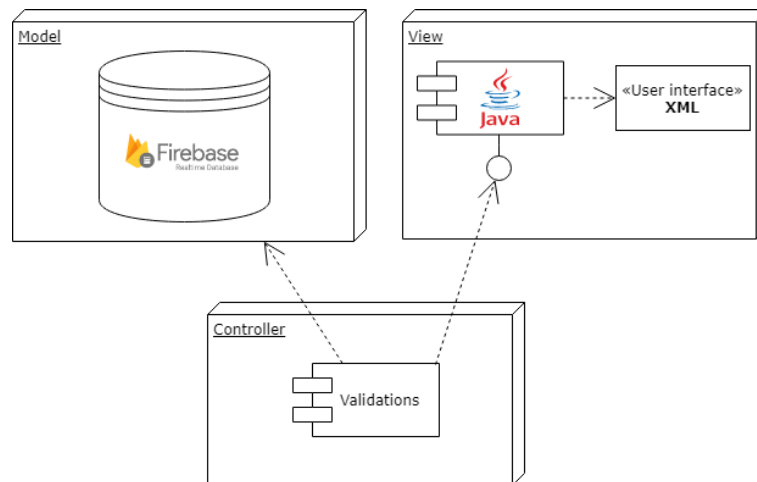 Model
Firebase
Realtime Database
View
Java
«User interface»
XML
Controller
Validations